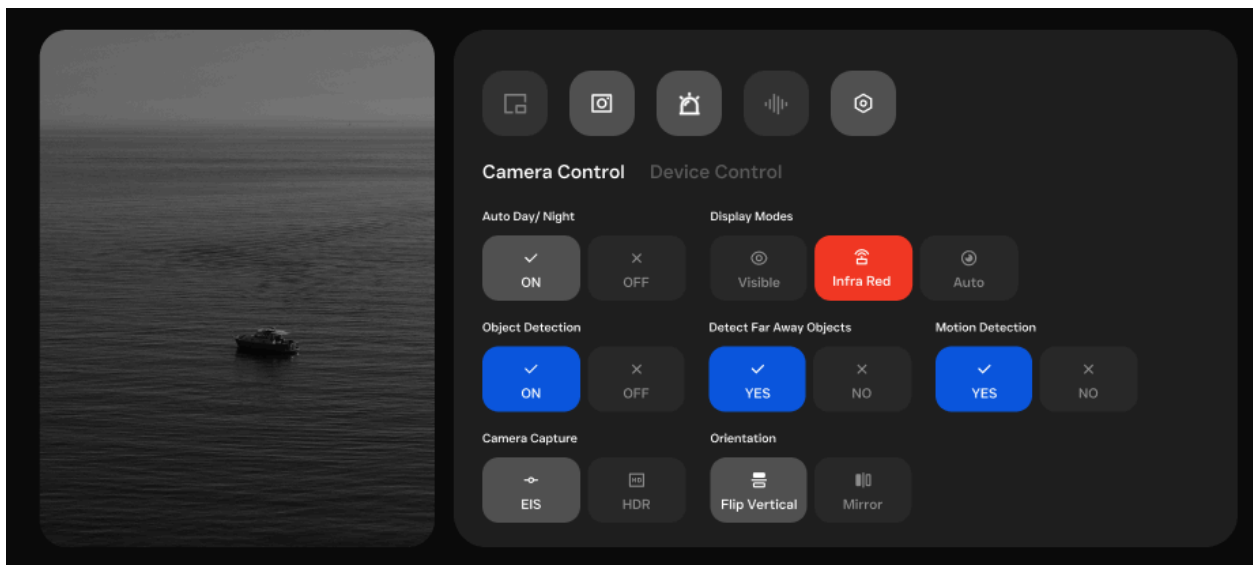 Camera Control Device Control
Auto Day/ Night Display Modes
ON OFF Visible Infra Red Auto
Object Detection Detect Far Away Objects Motion Detection
ON OFF YES NO YES NO
Camera Capture Orientation
HD
EIS HDR Flip Vertical Mirror